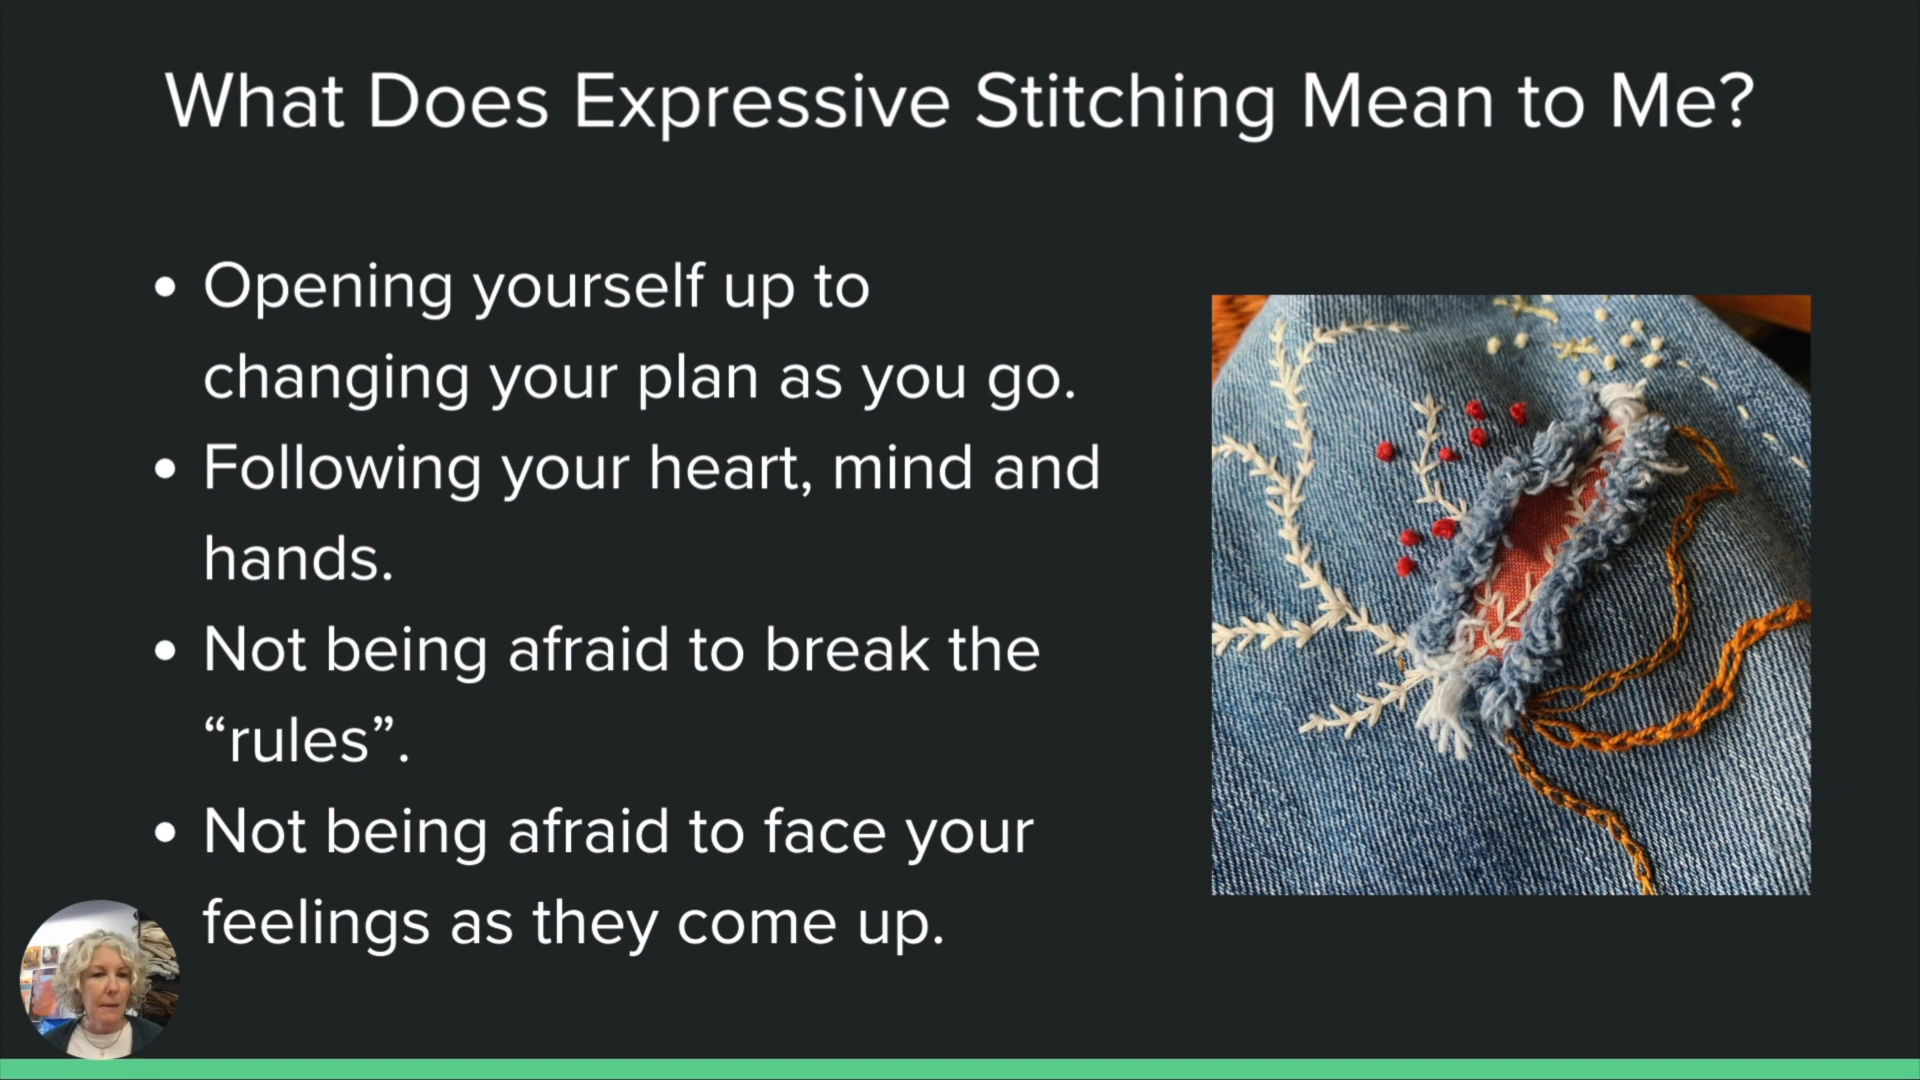 What Does Expressive Stitching Mean to Me?
• Opening yourself up to
changing your plan as you go.
• Following your heart, mind and
hands.
• Not being afraid to break the
“rules”.
• Not being afraid to face your
feelings as they come up.